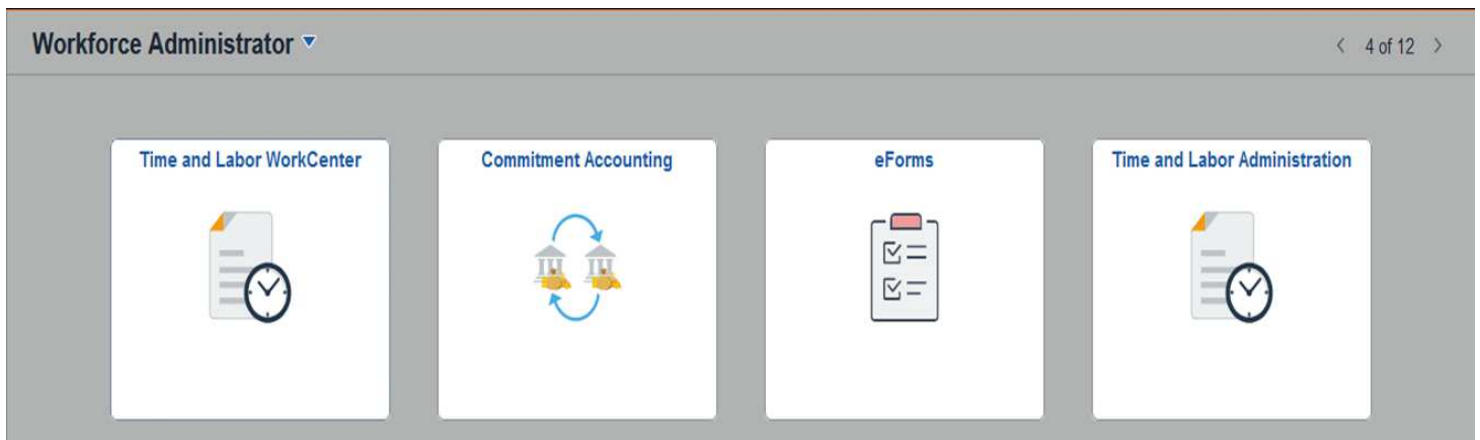 Workforce Administrator
4 of 12
Time and Labor WorkCenter
Commitment Accounting
eForms
Time and Labor Administration